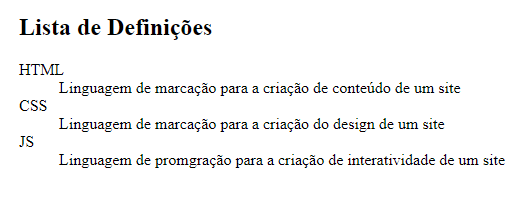 Lista de Definições
HTML
Linguagem de marcação para a criação de conteúdo de um site
CSS
Linguagem de marcação para a criação do design de um site
JS
Linguagem de promgração para a criação de interatividade de um site